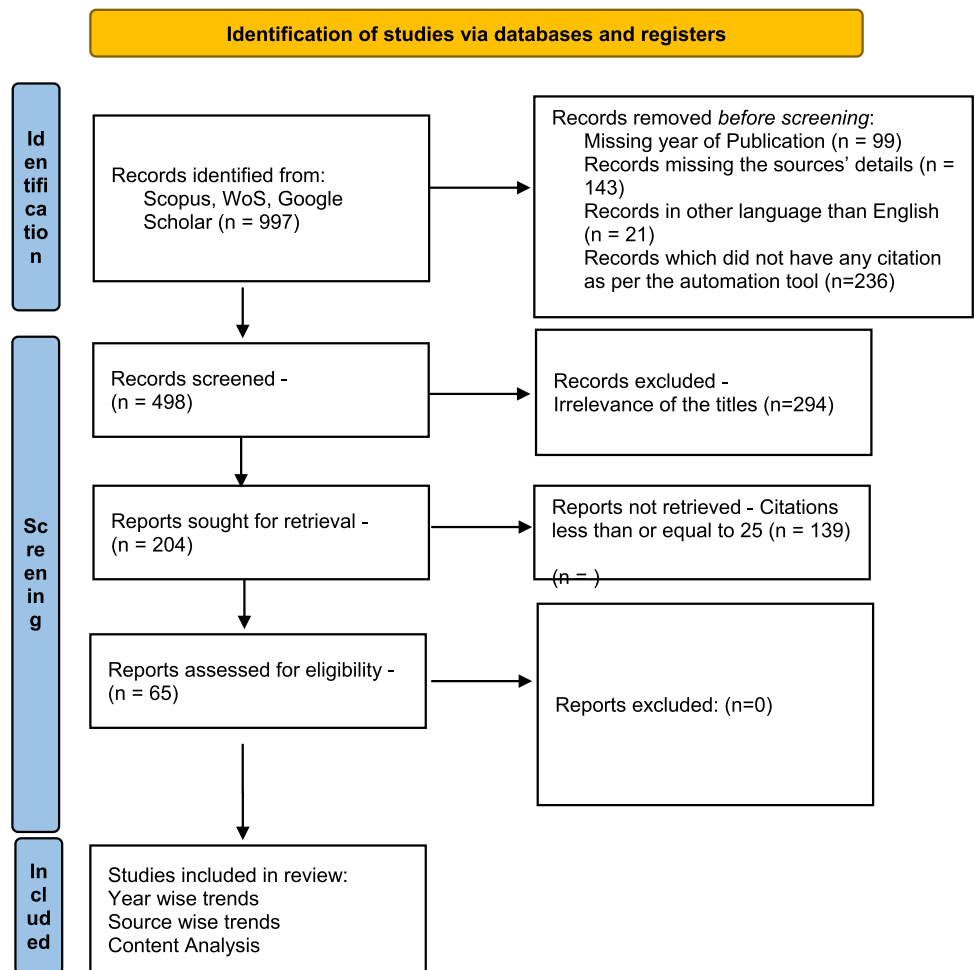 Identification of studies via databases and registers
Id
en
tifi
ca
tio
n
Records identified from:
Scopus, WoS, Google
Scholar (n = 997)
Records removed before screening:
Missing year of Publication (n = 99)
Records missing the sources’ details (n =
143)
Records in other language than English
(n = 21)
Records which did not have any citation
as per the automation tool (n=236)
Sc
re
en
in
g
Records screened -
(n = 498)
Records excluded -
Irrelevance of the titles (n=294)
Reports sought for retrieval -
(n = 204)
Reports not retrieved - Citations
less than or equal to 25 (n = 139)
(n = )
Reports assessed for eligibility -
(n = 65)
Reports excluded: (n=0)
In
cl
ud
ed
Studies included in review:
Year wise trends
Source wise trends
Content Analysis